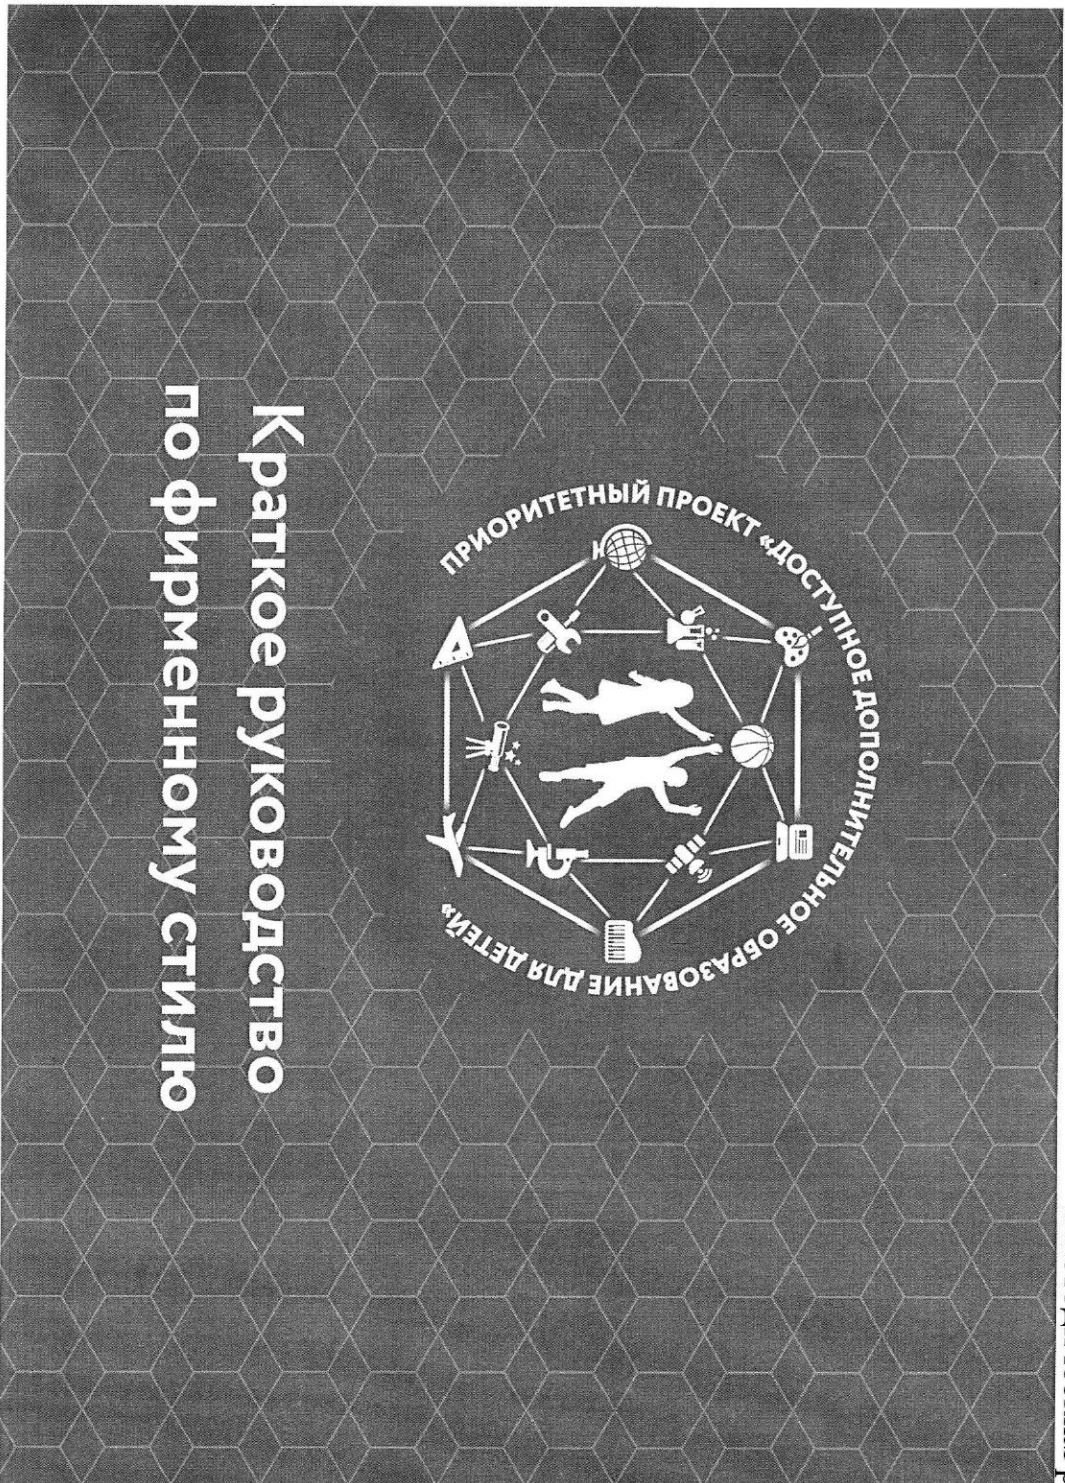 ПРИОРИТЕТНЫЙ ПРОЕКТ «ДОСТУПНОЕ ДОПОЛНИТЕЛЬНОЕ ОБРАЗОВАНИЕ ДЛЯ ДЕТЕЙ»
Краткое руководство
по фирменному стилю